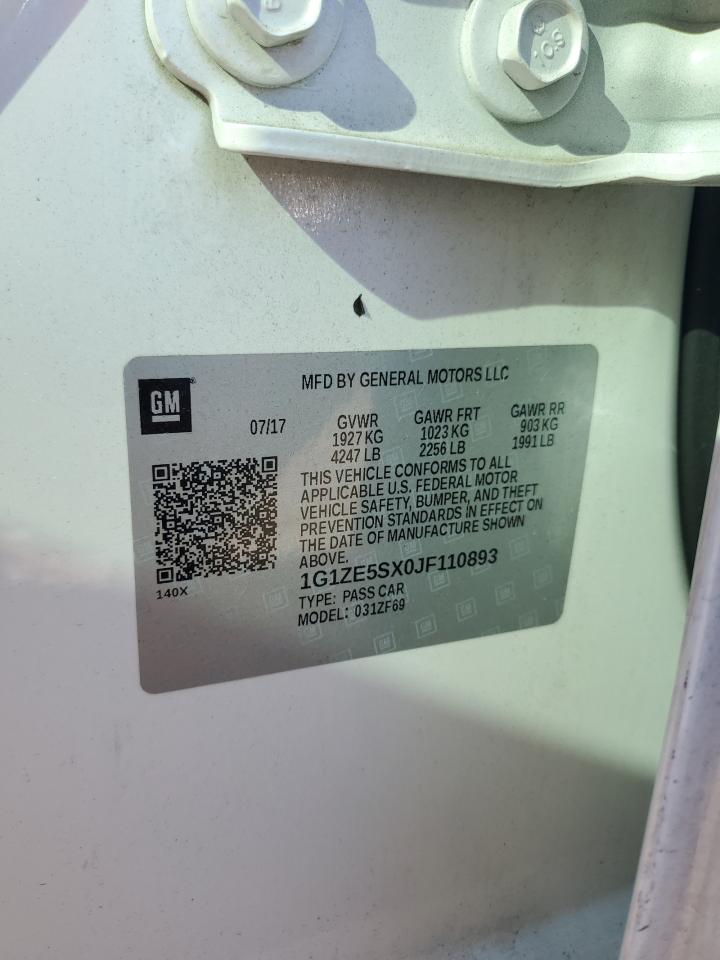 10.9
MFD BY GENERAL MOTORS LLC
GM
07/17
GVWR GAWR FRT GAWR RR
1927 KG 1023 KG 903 KG
4247 LB 2256 LB 1991 LB
THIS VEHICLE CONFORMS TO ALL
APPLICABLE U.S. FEDERAL MOTOR
VEHICLE SAFETY, BUMPER, AND THEFT
PREVENTION STANDARDS IN EFFECT ON
THE DATE OF MANUFACTURE SHOWN
ABOVE.
140X
1G1ZE5SX0JF110893
TYPE: PASS CAR
MODEL: 031ZF69